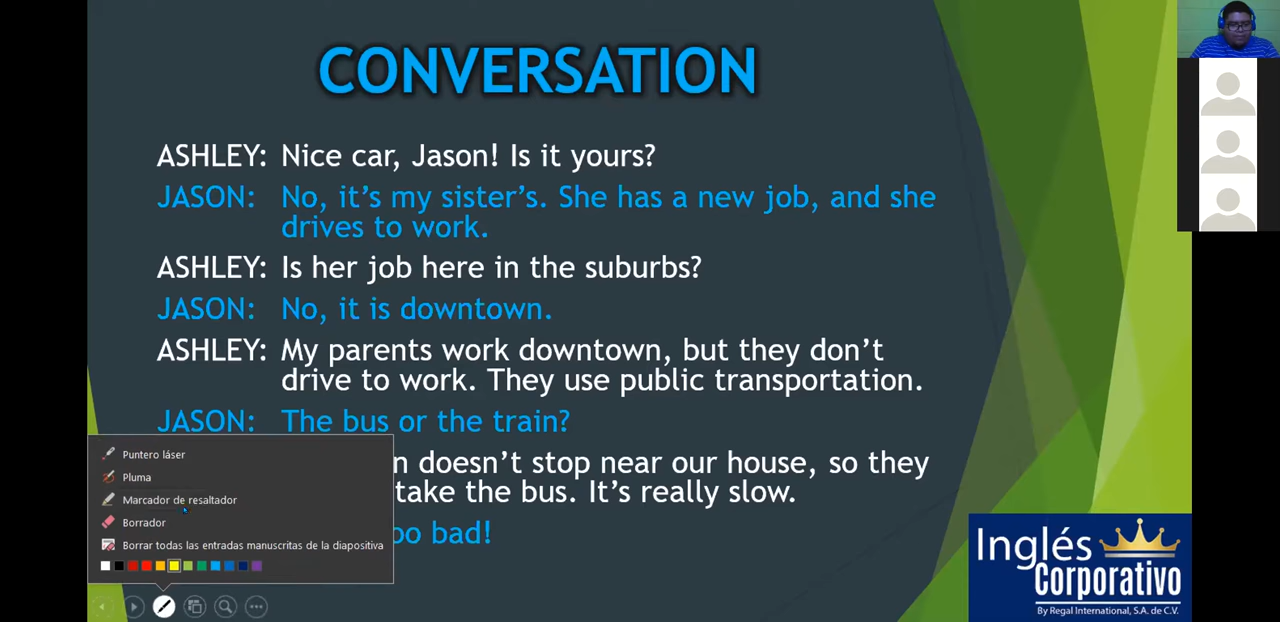 CONVERSATION
ASHLEY: Nice car, Jason! Is it yours?
JASON: No, it's my sister's. She has a new job, and she
drives to work.
ASHLEY: Is her job here in the suburbs?
JASON: No, it is downtown.
ASHLEY: My parents work downtown, but they don't
drive to work. They use public transportation.
JASON: The bus or the train?
doesn't stop near our house, so they
take the bus. It's really slow.
bad!
Puntero láser
Pluma
Marcador de resaltador
Borrador
Borrar todas las entradas manuscritas de la diapositiva
Inglés
Corporativo
By Regal International, S.A. de C.V.